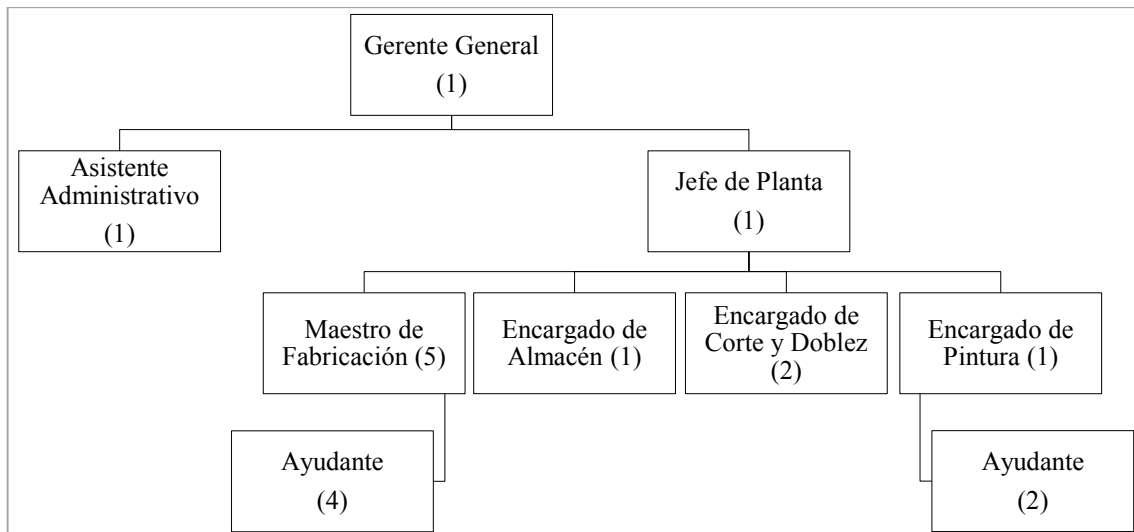 Gerente General
(1)
Asistente
Administrativo
(1)
Jefe de Planta
(1)
Maestro de
Fabricación (5)
Encargado de
Almacén (1)
Encargado de
Corte y Doblez
(2)
Encargado de
Pintura (1)
Ayudante
(4)
Ayudante
(2)